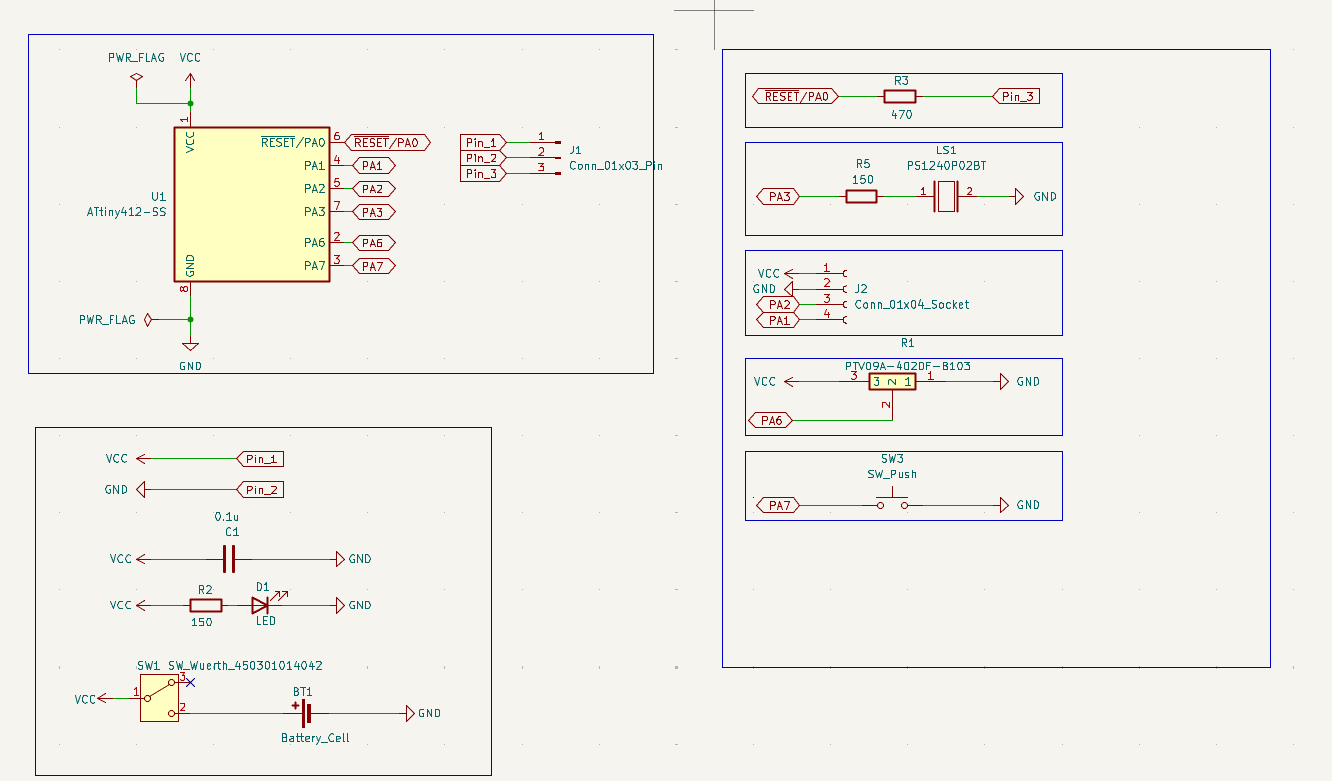 PWR_FLAG VCC
1
VCC
RESET/PA0 6 RESET/PA0
PA1 4 PA1
PA2 5 PA2
PA3 7 PA3
PA6 2 PA6
PA7 3 PA7
U1
ATtiny412-SS
GND
8
PWR_FLAG
GND
Pin_1 1
Pin_2 2
Pin_3 3
J1
Conn_01x03_Pin
VCC Pin_1
GND Pin_2
0.1u
C1
VCC GND
R2 D1
VCC GND
150 LED
SW1 SW_Wuerth_450301014042
3
VCC 1
2
BT1
+
GND
Battery_Cell
R3
RESET/PA0 Pin_3
470
LS1
R5 PS1240P02BT
150
PA3 1 2 GND
VCC 1
GND 2 J2
PA2 3 Conn_01x04_Socket
PA1 4
R1
PTV09A-4020F-B103
VCC 3 3 2 1 1 GND
2
PA6
SW3
SW_Push
PA7 GND